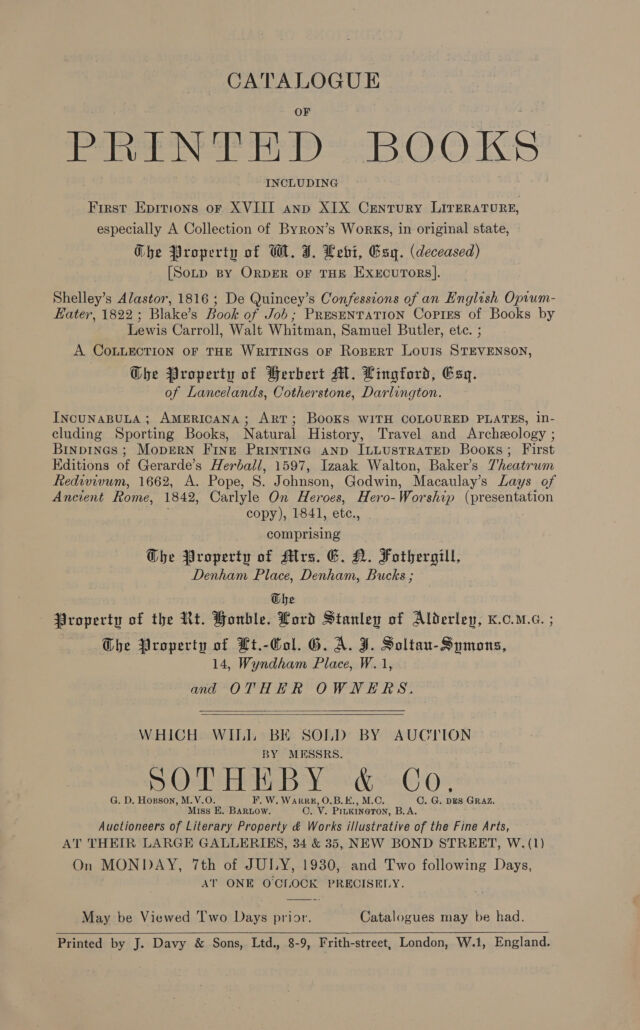 CATALOGUE
OF
PRINTED BOOKS
INCLUDING
First Editions of XVIII and XIX Century Literature,
especially A Collection of Byron's Works, in original state,
The Property of W. J. Levi, Esq. (deceased)
[Sold by Order of the Executors].
Shelley's Alastor, 1816 ; De Quincey's Confessions of an English Opium-
Eater, 1822 ; Blake's Book of Job ; Presentation Copies of Books by
Lewis Carroll, Walt Whitman, Samuel Butler, etc. ;
A Collection of the Writings of Robert Louis Stevenson,
The Property of Herbert M. Lingford, Esq.
of Lancelands, Cotherstone, Darlington.
Incunabula ; Americana ; Art ; Books with coloured plates, in-
cluding Sporting Books, Natural History, Travel and Archæology ;
Bindings ; Modern Fine Printing and Illustrated Books ; First
Editions of Gerarde's Herball, 1597, Izaak Walton, Baker's Theatrum
Redivivum, 1662, A. Pope, S. Johnson, Godwin, Macaulay's Lays of
Ancient Rome, 1842, Carlyle On Heroes, Hero-Worship (presentation
copy), 1841, etc.,
comprising
The Property of Mrs. E. N. Fothergill,
Denham Place, Denham, Bucks ;
The
Property of the Rt. Honble. Lord Stanley of Alderley, K.C.M.G. ;
The Property of Lt.-Col. G. A. J. Soltau-Symons,
14, Wyndham Place, W. 1,
and OTHER OWNERS.
WHICH WILL BE SOLD BY AUCTION
BY MESSRS.
SOTHEBY & Co.
G. D. Hobson, M.V.O. F. W. Warre, O.B.E., M.C. C. G. des Graz.
Miss E. Barlow. C. V. Pilkington, B.A.
Auctioneers of Literary Property & Works illustrative of the Fine Arts,
AT THEIR LARGE GALLERIES, 34 & 35, NEW BOND STREET, W.(1)
On MONDAY, 7th of JULY, 1930, and Two following Days,
AT ONE O'CLOCK PRECISELY.
May be Viewed Two Days prior. Catalogues may be had.
Printed by J. Davy & Sons, Ltd., 8-9, Frith-street, London, W.1, England.